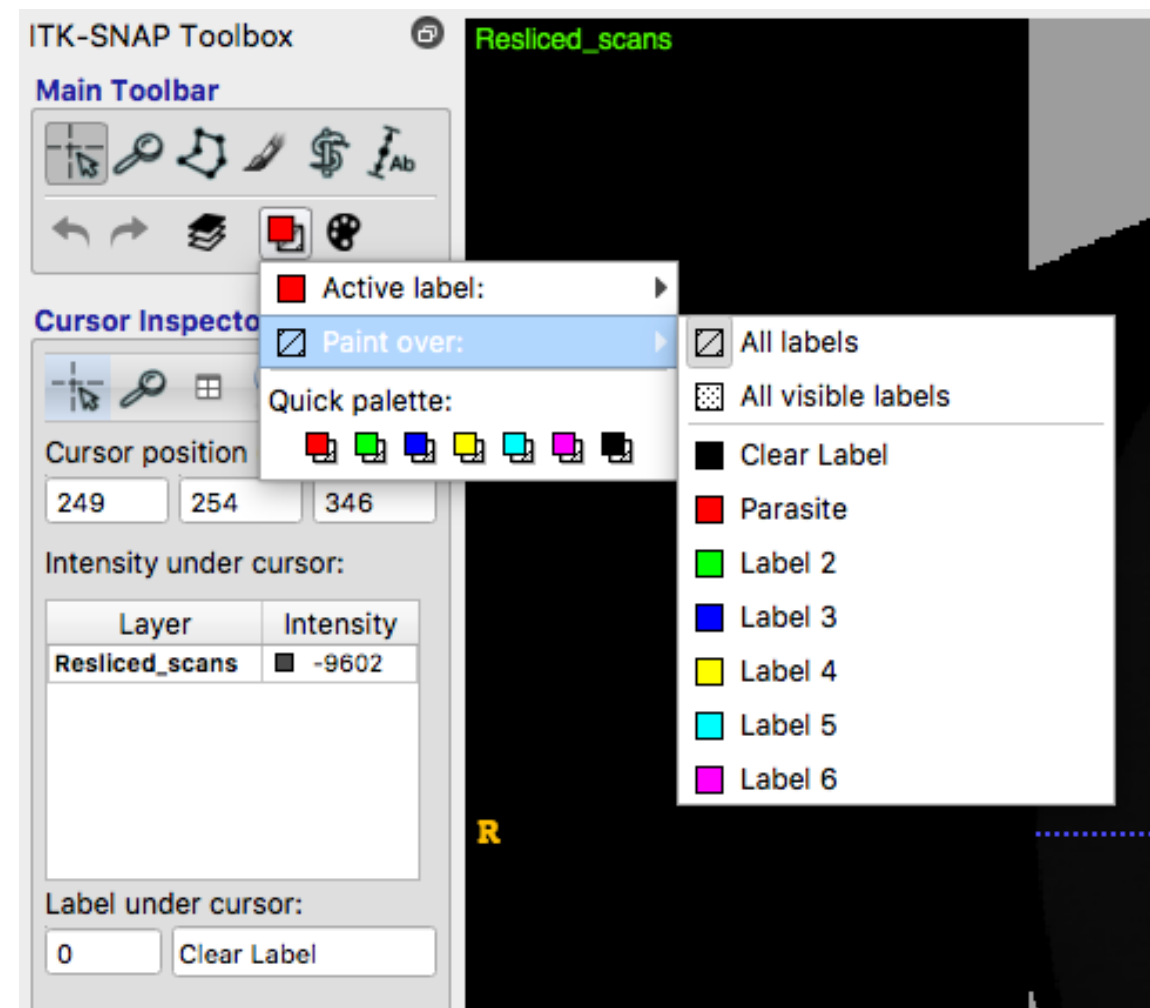 ITK-SNAP Toolbox
Resliced_scans
Main Toolbar
Ab
Active label:
Cursor Inspecto
Paint over:
All labels
All visible labels
Quick palette:
Clear Label
Parasite
Label 2
Label 3
Label 4
Label 5
Label 6
Cursor position
249 254 346
Intensity under cursor:
Layer Intensity
Resliced_scans -9602
R
Label under cursor:
0 Clear Label